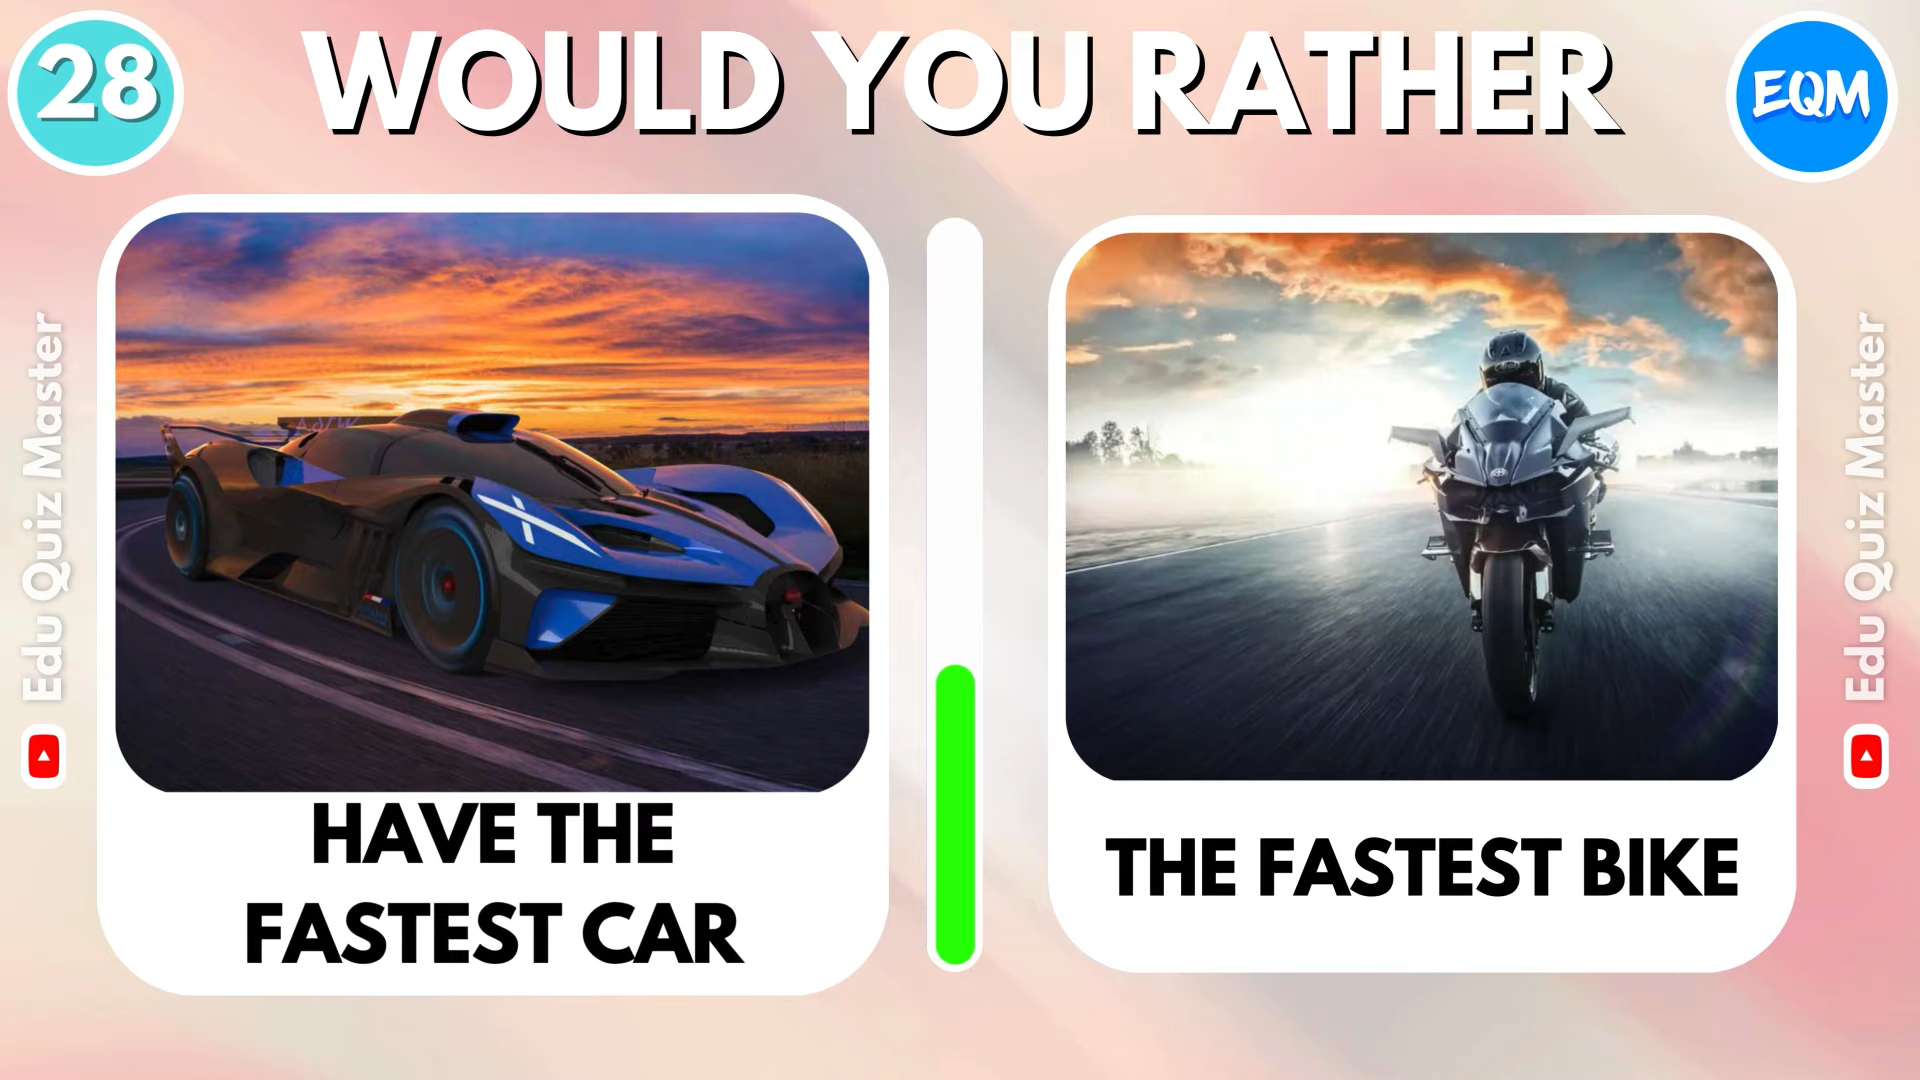 28
WOULD YOU RATHER
EQM
HAVE THE
FASTEST CAR
THE FASTEST BIKE
Edu Quiz Master
Edu Quiz Master